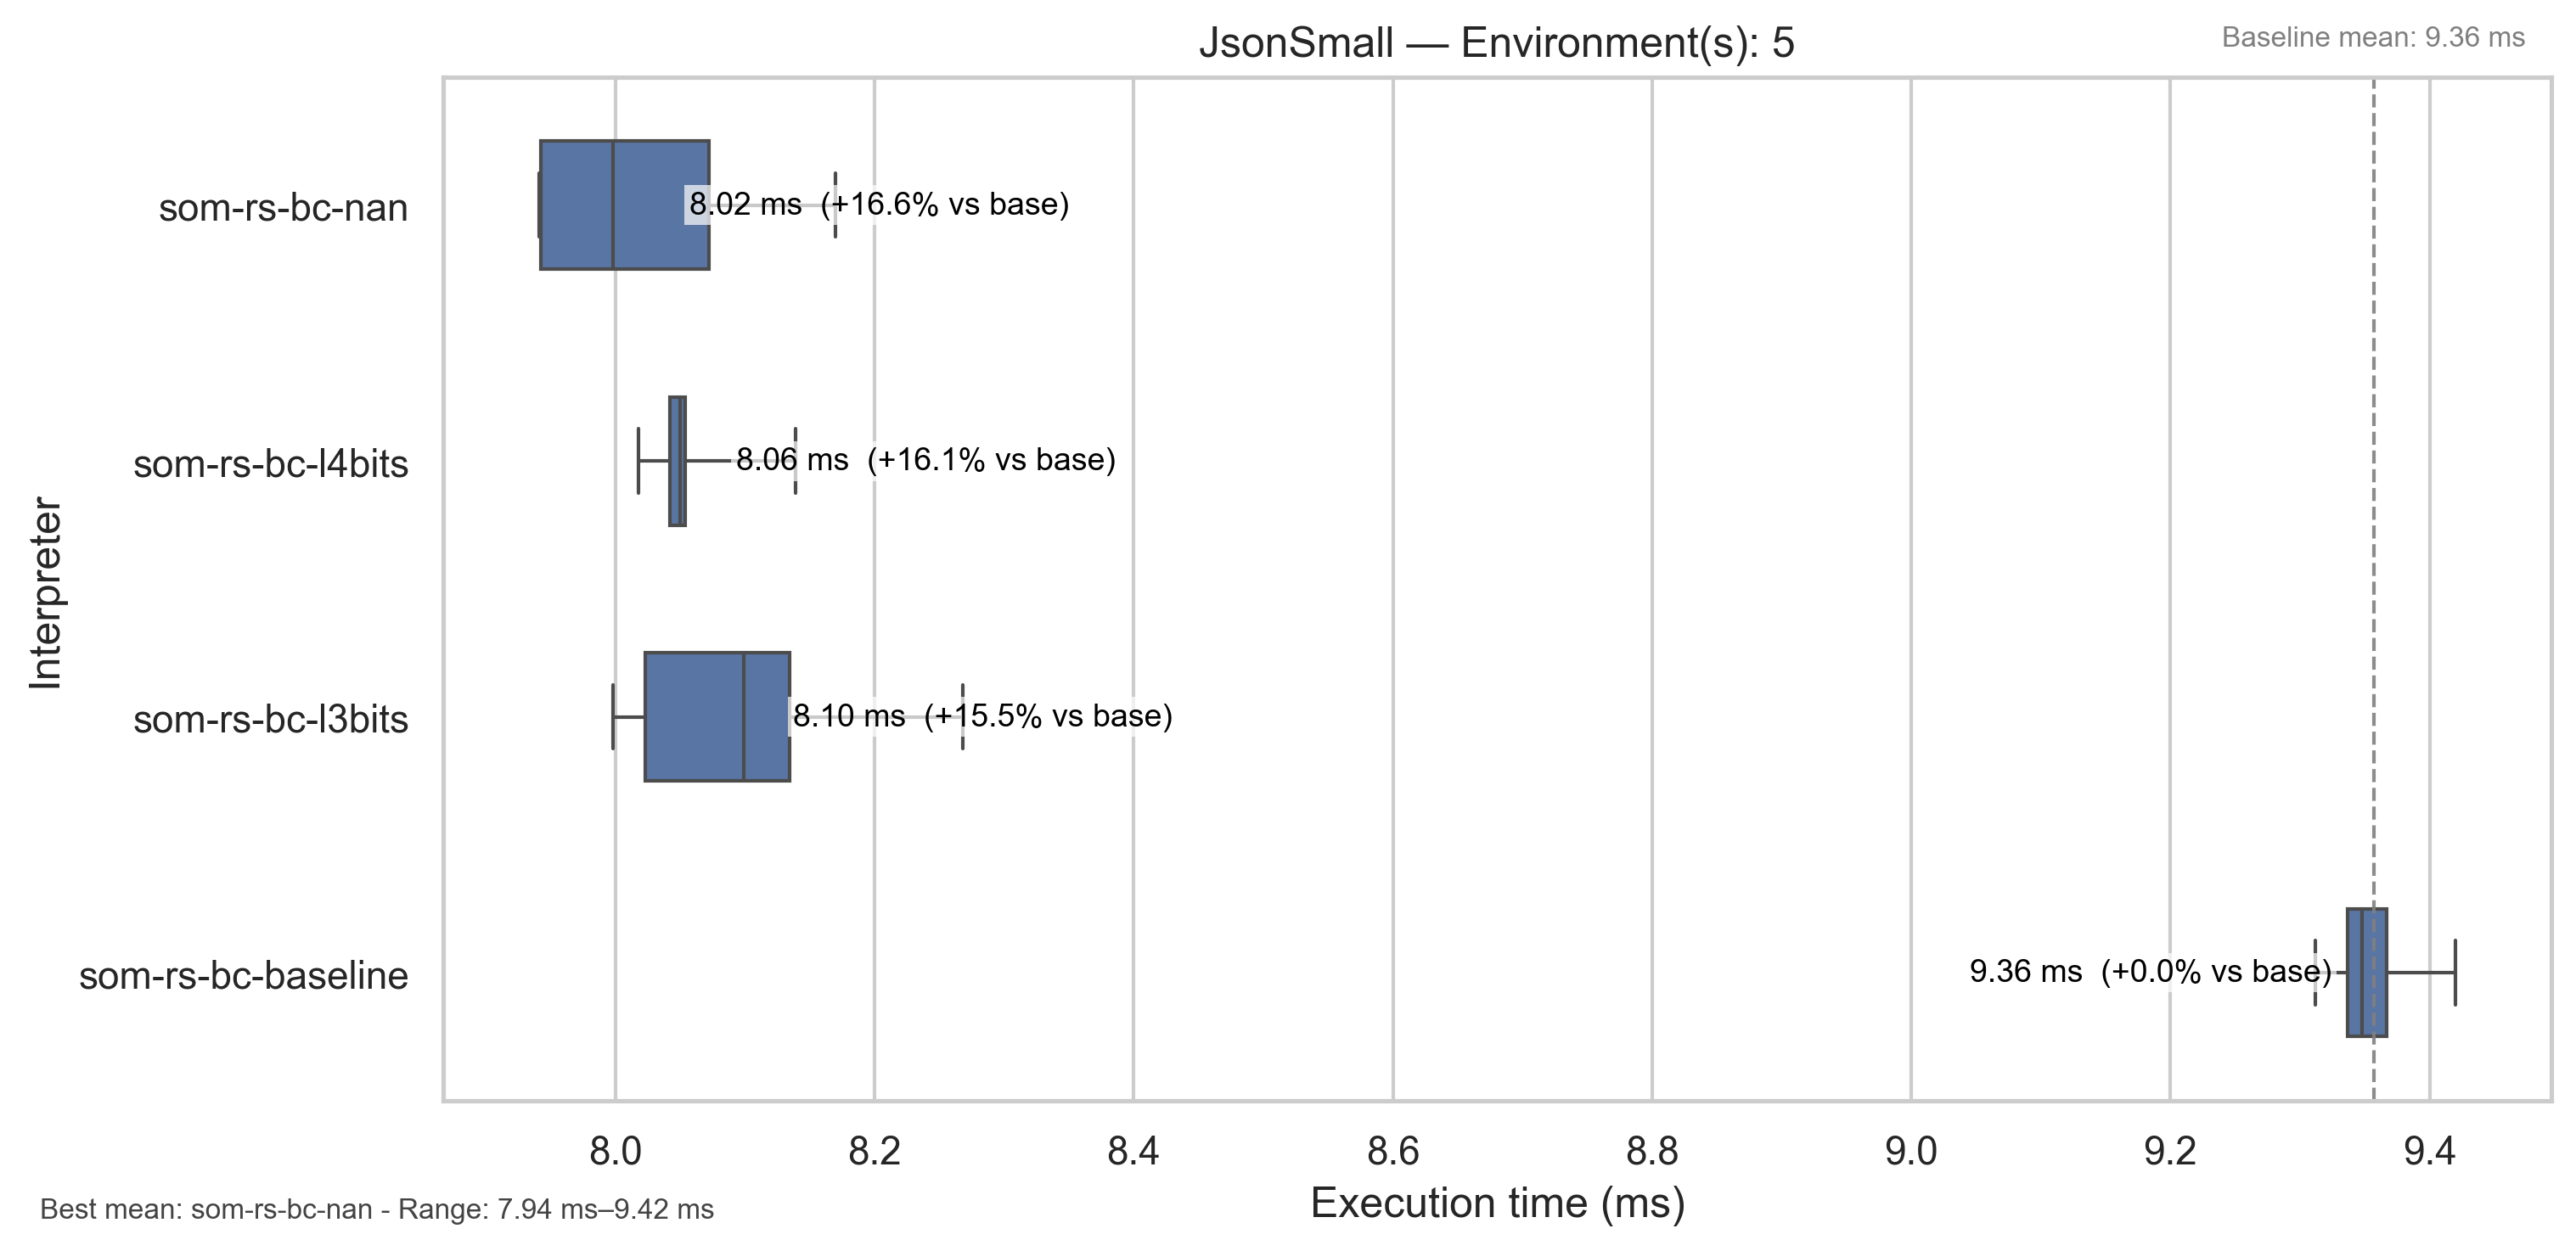 JsonSmall — Environment(s): 5
Baseline mean: 9.36 ms
Interpreter
som-rs-bc-nan
8.02 ms (+16.6% vs base)
som-rs-bc-l4bits
8.06 ms (+16.1% vs base)
som-rs-bc-l3bits
8.10 ms (+15.5% vs base)
som-rs-bc-baseline
9.36 ms (+0.0% vs base)
8.0 8.2 8.4 8.6 8.8 9.0 9.2 9.4
Execution time (ms)
Best mean: som-rs-bc-nan - Range: 7.94 ms–9.42 ms